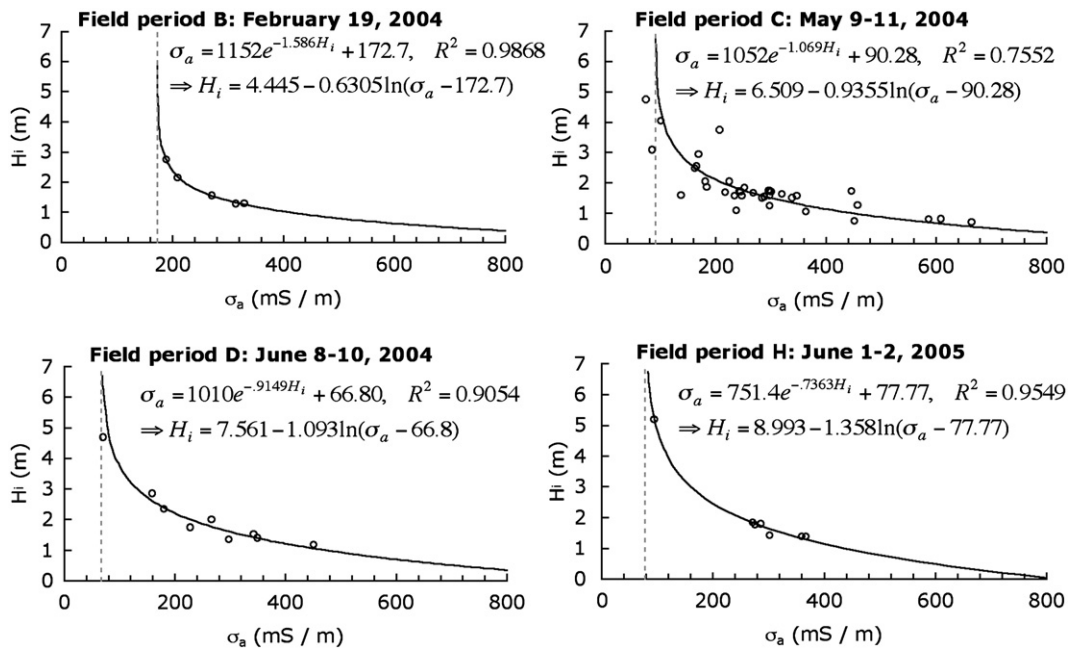 Field period B: February 19, 2004
σₐ = 1152e^{-1.586Hᵢ} + 172.7, R² = 0.9868
⇒ Hᵢ = 4.445 – 0.6305ln(σₐ – 172.7)
Hᵢ (m)
7
6
5
4
3
2
1
0
0 200 400 600 800
σₐ (mS / m)
Field period C: May 9-11, 2004
σₐ = 1052e^{-1.069Hᵢ} + 90.28, R² = 0.7552
⇒ Hᵢ = 6.509 – 0.9355ln(σₐ – 90.28)
Hᵢ (m)
7
6
5
4
3
2
1
0
0 200 400 600 800
σₐ (mS / m)
Field period D: June 8-10, 2004
σₐ = 1010e^{-.9149Hᵢ} + 66.80, R² = 0.9054
⇒ Hᵢ = 7.561 – 1.093ln(σₐ – 66.8)
Hᵢ (m)
7
6
5
4
3
2
1
0
0 200 400 600 800
σₐ (mS / m)
Field period H: June 1-2, 2005
σₐ = 751.4e^{-.7363Hᵢ} + 77.77, R² = 0.9549
⇒ Hᵢ = 8.993 – 1.358ln(σₐ – 77.77)
Hᵢ (m)
7
6
5
4
3
2
1
0
0 200 400 600 800
σₐ (mS / m)